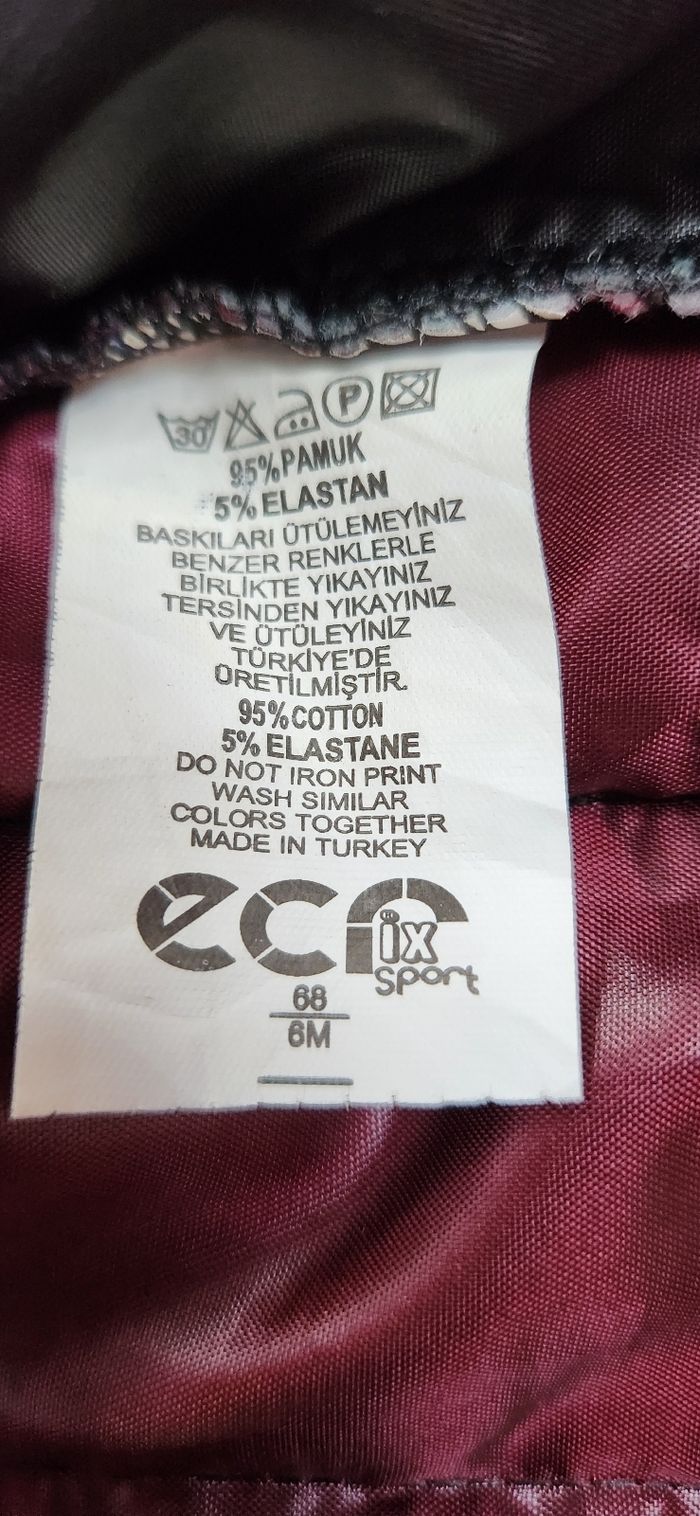 30 P
95%PAMUK
5%ELASTAN
BASKILARI ÜTÜLEMEYİNİZ
BENZER RENKLERLE
BİRLİKTE YIKAYINIZ
TERSİNDEN YIKAYINIZ
VE ÜTÜLEYİNİZ
TÜRKİYE'DE
ÜRETİLMİŞTİR.
95%COTTON
5% ELASTANE
DO NOT IRON PRINT
WASH SIMILAR
COLORS TOGETHER
MADE IN TURKEY
ecr
ix
Sport
68
6M